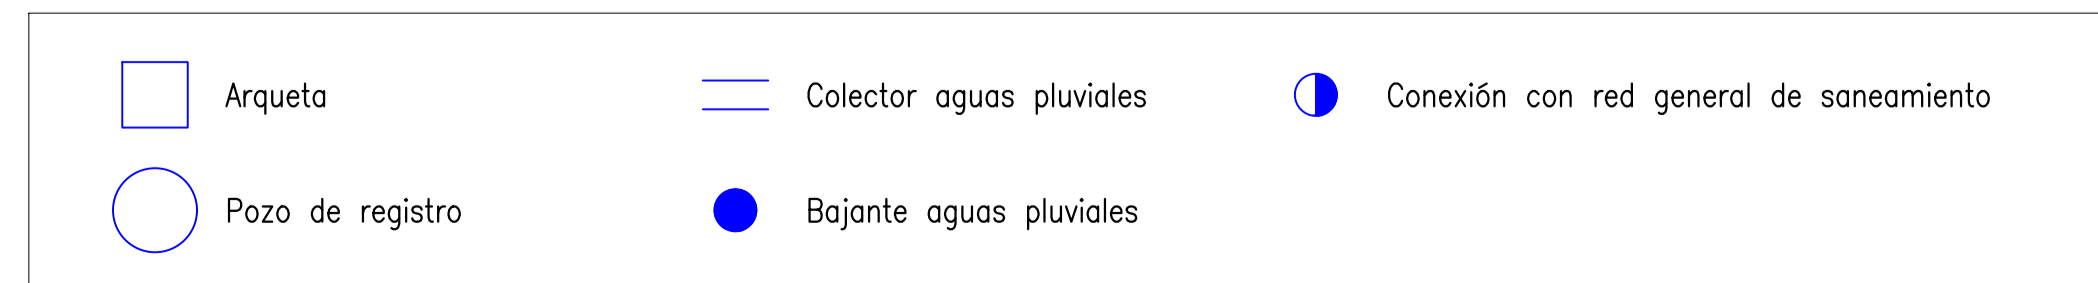 Arqueta
Colector aguas pluviales
Conexión con red general de saneamiento
Pozo de registro
Bajante aguas pluviales